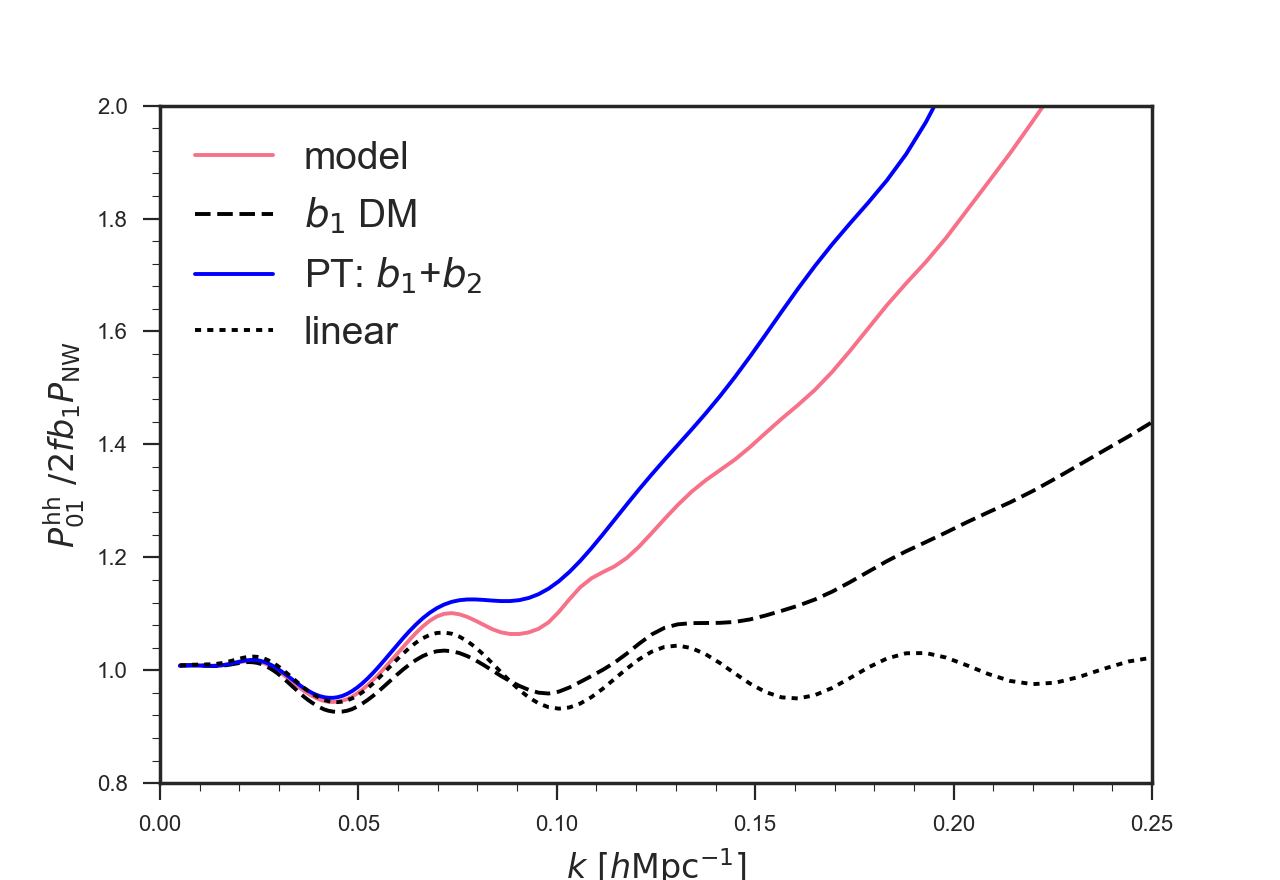 2.0
1.8
1.6
1.4
1.2
1.0
0.8
P₀₁ʰʰ /2fb₁P_NW
model
b₁ DM
PT: b₁+b₂
linear
0.00 0.05 0.10 0.15 0.20 0.25
k [hMpc⁻¹]